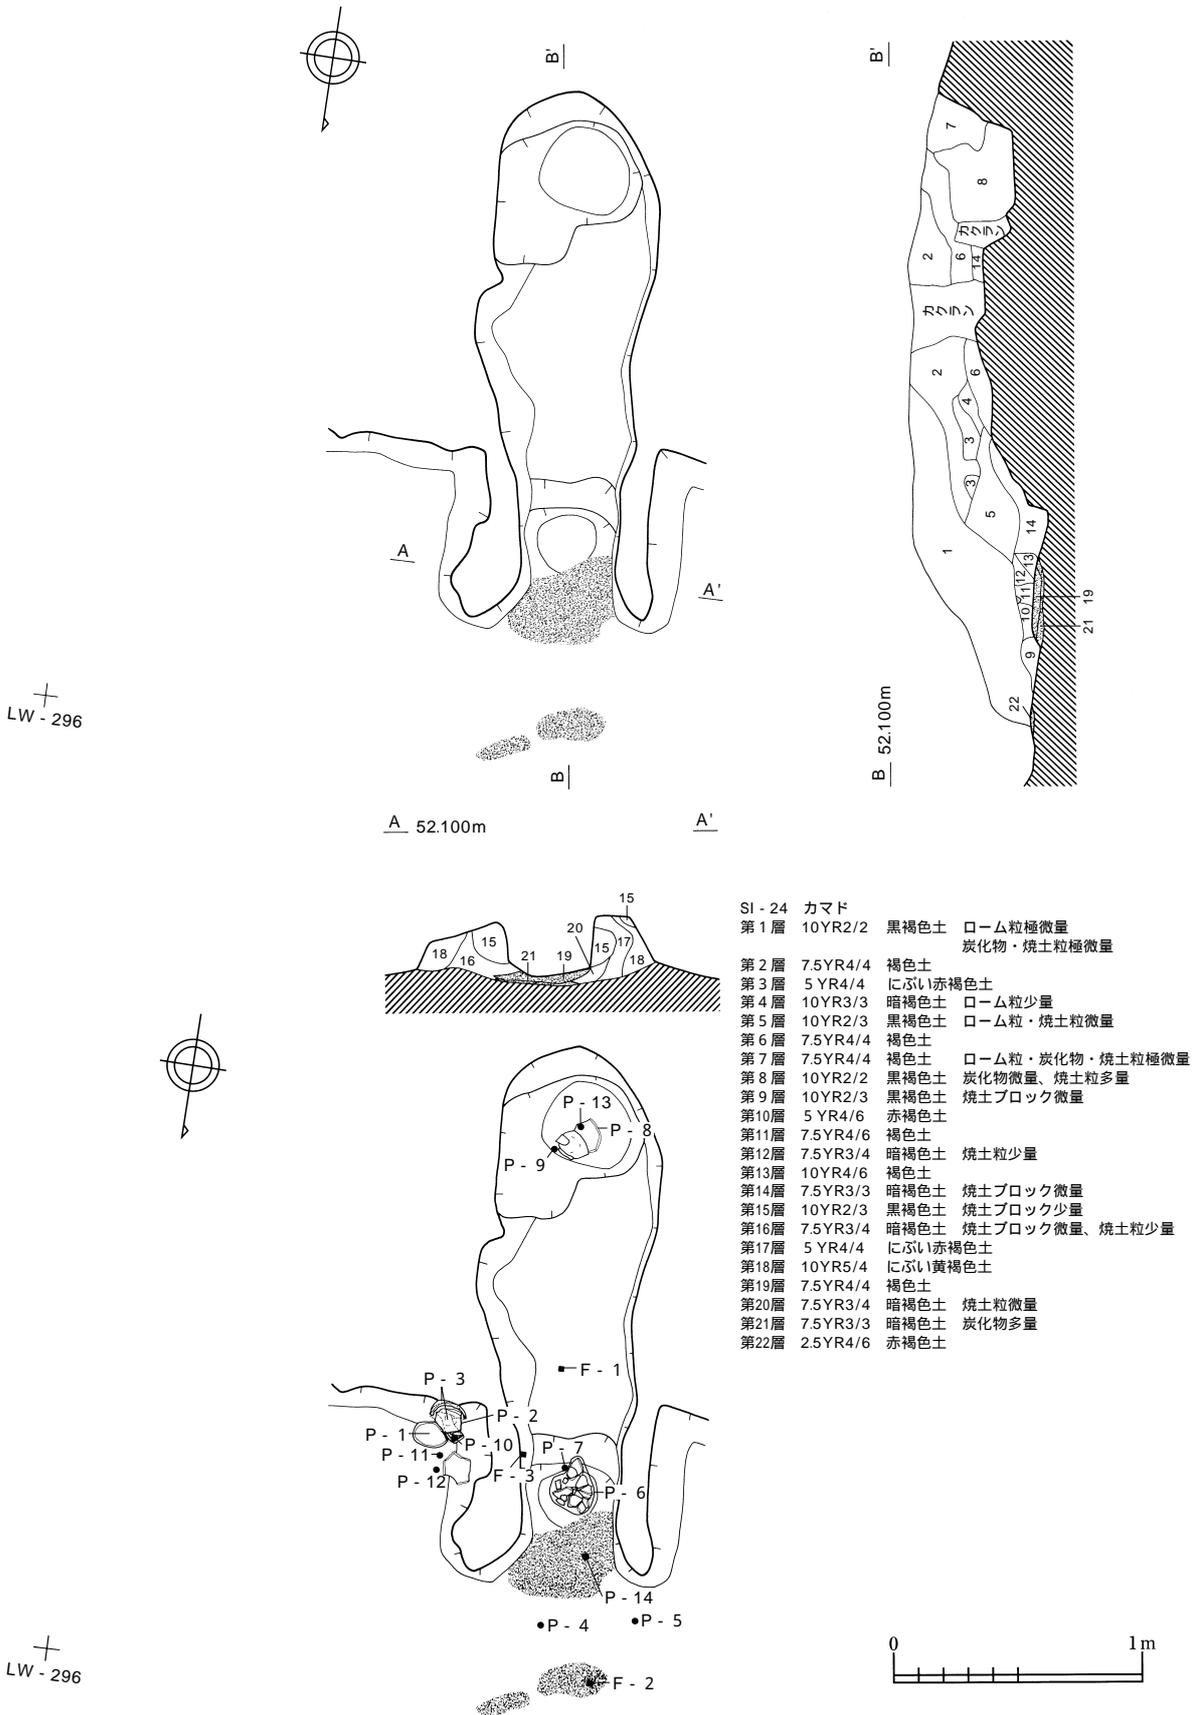 B'
B'
7
8
カクラン
2
6
14
カクラン
2
6
4
3
3
5
1
14
13
12
11
10
19
21
9
22
A
A'
LW - 296
B
B 52.100m
A 52.100m
A'
15
20
18
16
15
21
19
15
17
18
SI - 24 カマド
第1層 10YR2/2 黒褐色土 ローム粒極微量
炭化物・焼土粒極微量
第2層 7.5YR4/4 褐色土
第3層 5 YR4/4 にぶい赤褐色土
第4層 10YR3/3 暗褐色土 ローム粒少量
第5層 10YR2/3 黒褐色土 ローム粒・焼土粒微量
第6層 7.5YR4/4 褐色土
第7層 7.5YR4/4 褐色土 ローム粒・炭化物・焼土粒極微量
第8層 10YR2/2 黒褐色土 炭化物微量、焼土粒多量
第9層 10YR2/3 黒褐色土 焼土ブロック微量
第10層 5 YR4/6 赤褐色土
第11層 7.5YR4/6 褐色土
第12層 7.5YR3/4 暗褐色土 焼土粒少量
第13層 10YR4/6 褐色土
第14層 7.5YR3/3 暗褐色土 焼土ブロック微量
第15層 10YR2/3 黒褐色土 焼土ブロック少量
第16層 7.5YR3/4 暗褐色土 焼土ブロック微量、焼土粒少量
第17層 5 YR4/4 にぶい赤褐色土
第18層 10YR5/4 にぶい黄褐色土
第19層 7.5YR4/4 褐色土
第20層 7.5YR3/4 暗褐色土 焼土粒微量
第21層 7.5YR3/3 暗褐色土 炭化物多量
第22層 2.5YR4/6 赤褐色土
P - 13
P - 8
P - 9
F - 1
P - 3
P - 2
P - 1
P - 10
P - 11
P - 12
F - 3
P - 7
P - 6
P - 14
P - 4
P - 5
F - 2
LW - 296
0 1m